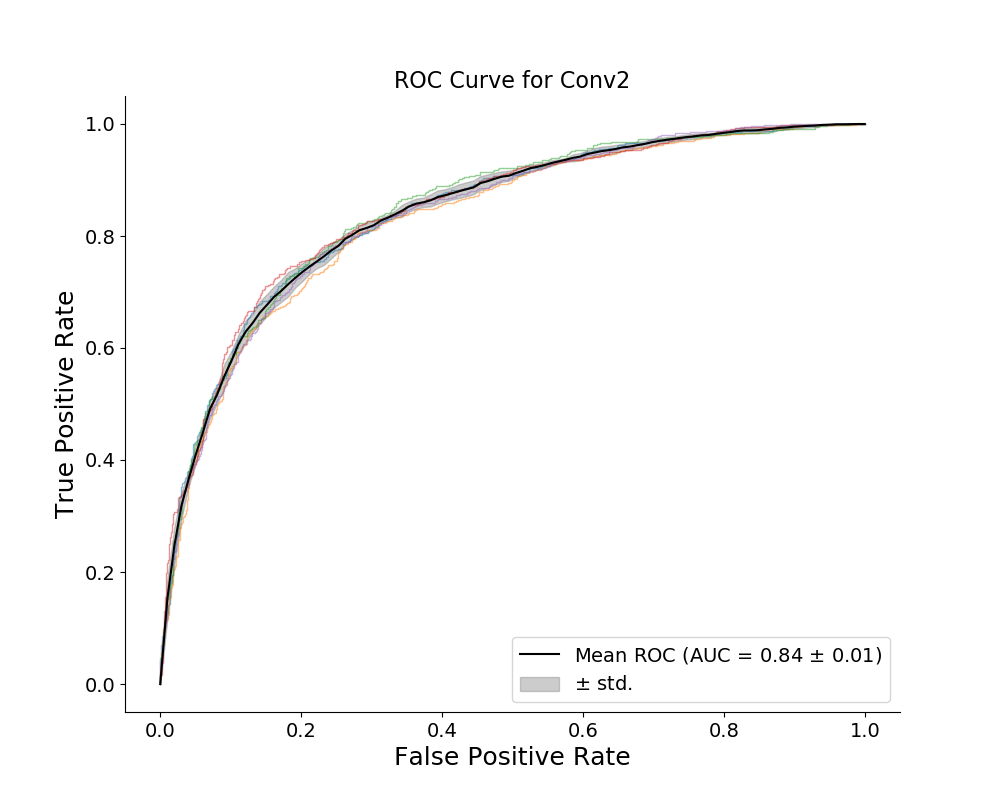 ROC Curve for Conv2
1.0
0.8
0.6
0.4
0.2
0.0
True Positive Rate
Mean ROC (AUC = 0.84 ± 0.01)
± std.
0.0 0.2 0.4 0.6 0.8 1.0
False Positive Rate